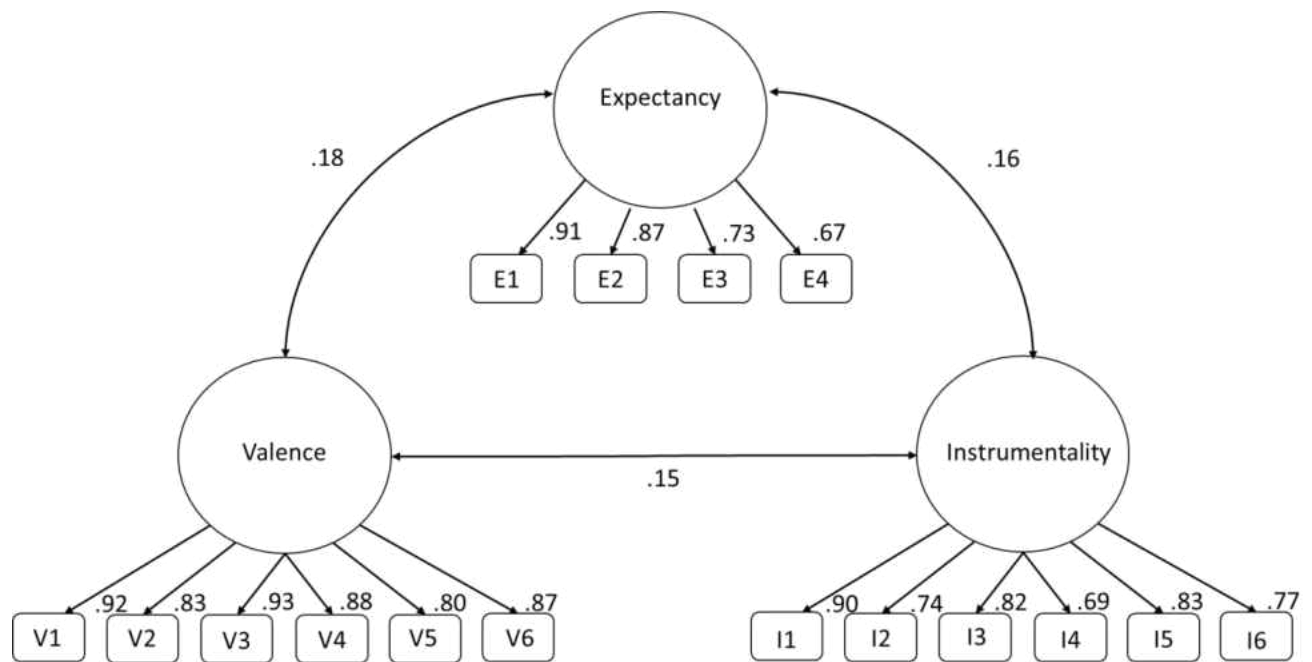 Expectancy
.18
.16
.91 .87 .73 .67
E1 E2 E3 E4
Valence
Instrumentality
.15
.92 .83 .93 .88 .80 .87
V1 V2 V3 V4 V5 V6
.90 .74 .82 .69 .83 .77
I1 I2 I3 I4 I5 I6